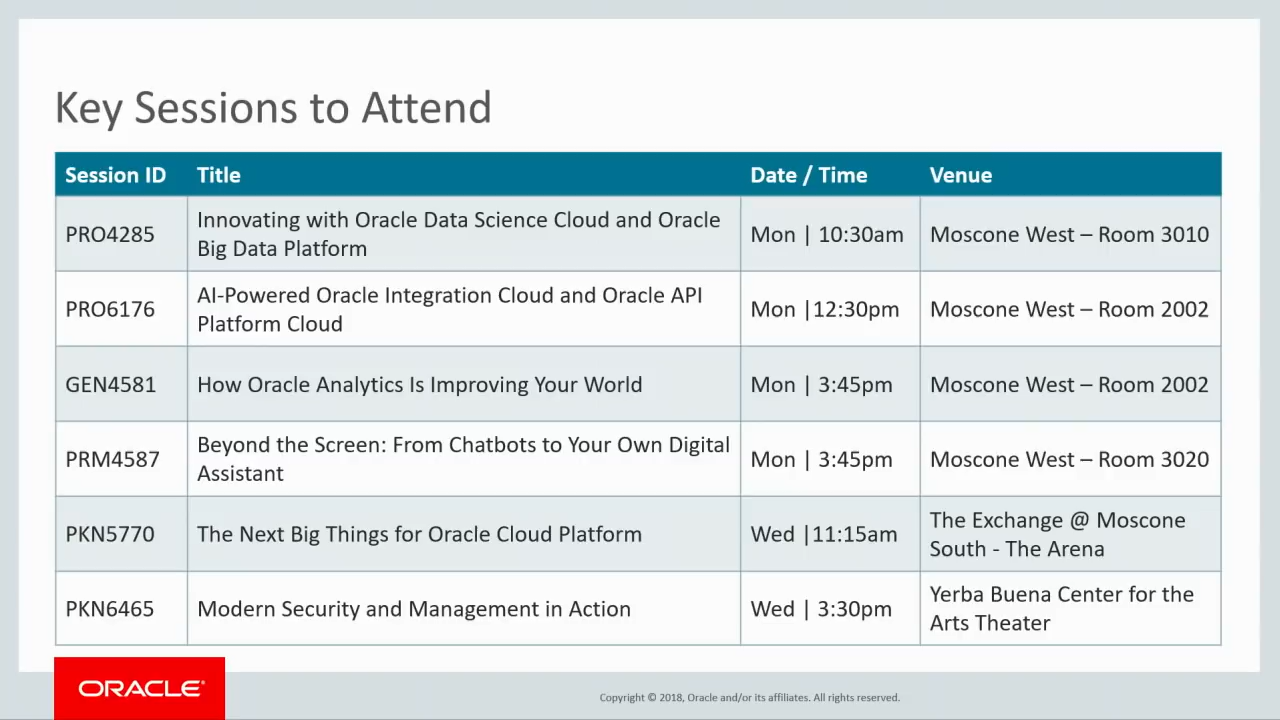 Key Sessions to Attend
Session ID Title Date / Time Venue
PRO4285 Innovating with Oracle Data Science Cloud and Oracle Big Data Platform Mon | 10:30am Moscone West – Room 3010
PRO6176 AI-Powered Oracle Integration Cloud and Oracle API Platform Cloud Mon |12:30pm Moscone West – Room 2002
GEN4581 How Oracle Analytics Is Improving Your World Mon | 3:45pm Moscone West – Room 2002
PRM4587 Beyond the Screen: From Chatbots to Your Own Digital Assistant Mon | 3:45pm Moscone West – Room 3020
PKN5770 The Next Big Things for Oracle Cloud Platform Wed |11:15am The Exchange @ Moscone South - The Arena
PKN6465 Modern Security and Management in Action Wed | 3:30pm Yerba Buena Center for the Arts Theater
ORACLE®
Copyright © 2018, Oracle and/or its affiliates. All rights reserved.